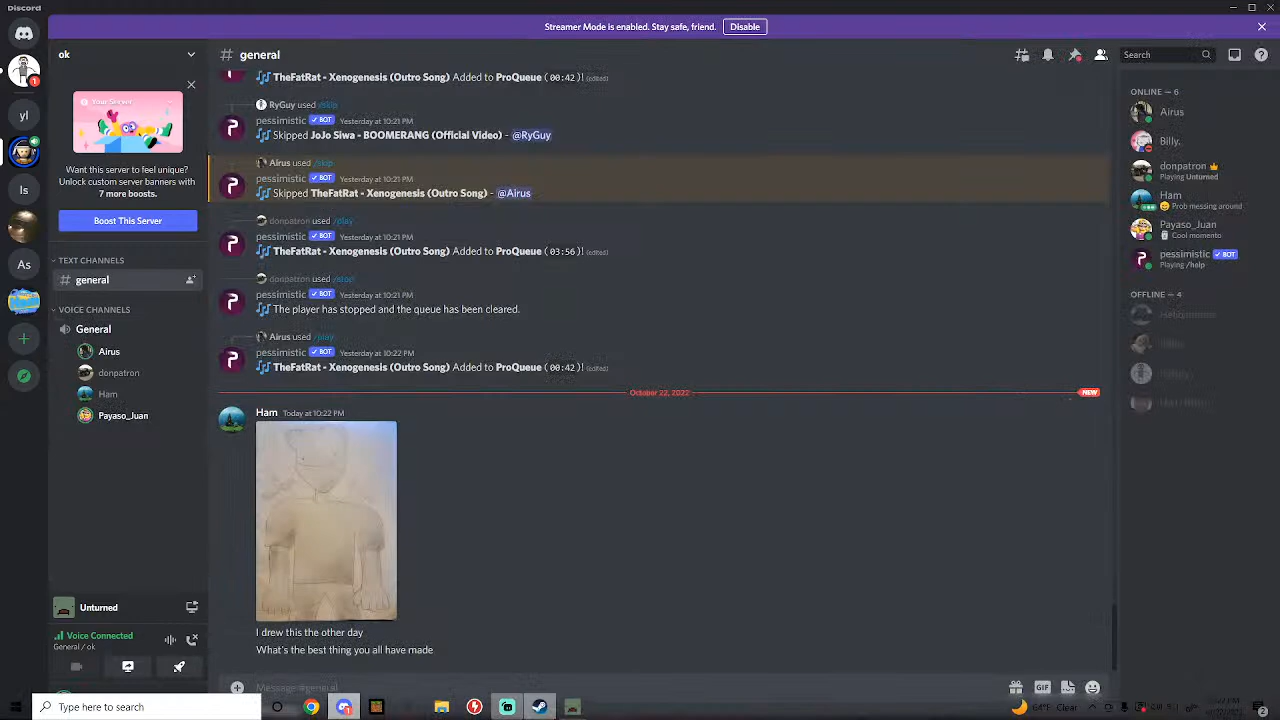 Discord
Streamer Mode is enabled. Stay safe, friend. Disable
ok
general
Search
Your Server
Want this server to feel unique?
Unlock custom server banners with
7 more boosts.
Boost This Server
TEXT CHANNELS
general
VOICE CHANNELS
General
Airus
donpatron
Ham
Payaso_Juan
Unturned
Voice Connected
General / ok
yl
ls
As
1
TheFatRat - Xenogenesis (Outro Song) Added to ProQueue (00:42)! (edited)
RyGuy used /skip
pessimistic BOT Yesterday at 10:21 PM
Skipped JoJo Siwa - BOOMERANG (Official Video) - @RyGuy
Airus used /skip
pessimistic BOT Yesterday at 10:21 PM
Skipped TheFatRat - Xenogenesis (Outro Song) - @Airus
donpatron used /play
pessimistic BOT Yesterday at 10:21 PM
TheFatRat - Xenogenesis (Outro Song) Added to ProQueue (03:56)! (edited)
donpatron used /stop
pessimistic BOT Yesterday at 10:21 PM
The player has stopped and the queue has been cleared.
Airus used /play
pessimistic BOT Yesterday at 10:22 PM
TheFatRat - Xenogenesis (Outro Song) Added to ProQueue (00:42)! (edited)
October 22, 2022 NEW
Ham Today at 10:22 PM
I drew this the other day
What's the best thing you all have made
Message #general
GIF
ONLINE — 6
Airus
Billy.
donpatron
Playing Unturned
Ham
Prob messing around
Payaso_Juan
Cool momento
pessimistic BOT
Playing /help
OFFLINE — 4
Type here to search
64°F Clear
2